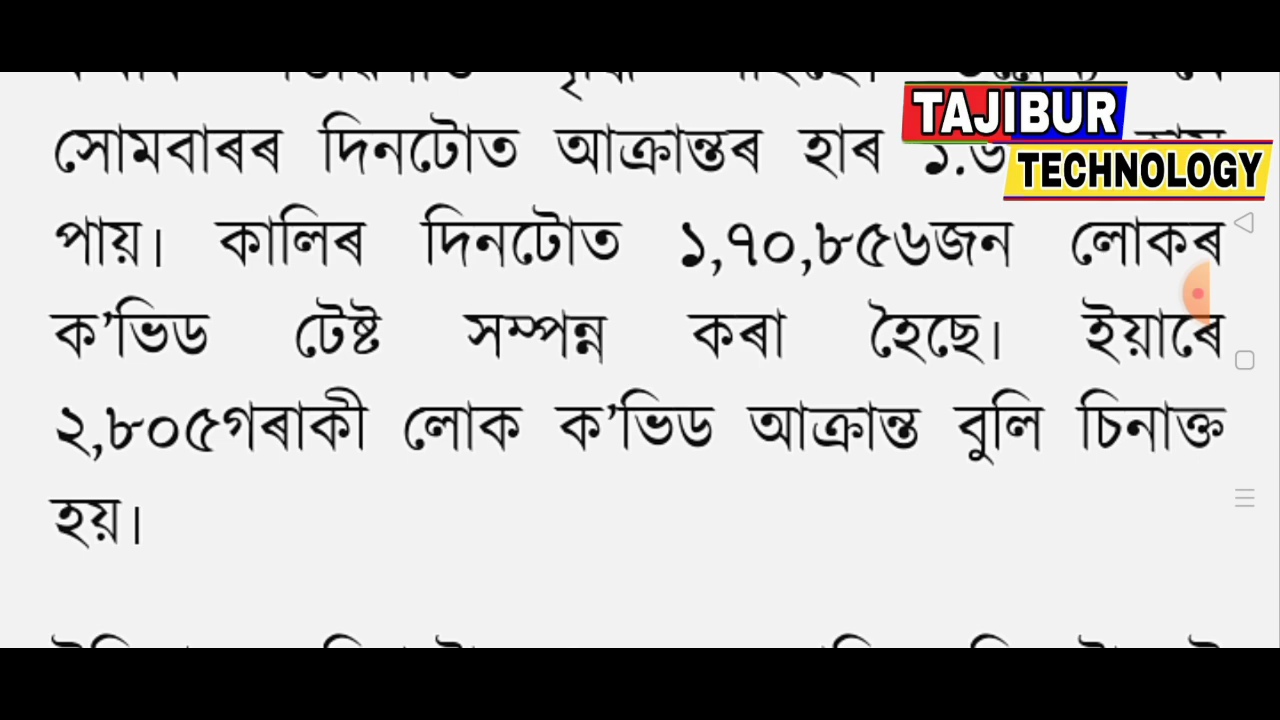 TAJIBUR
TECHNOLOGY
সোমবাৰৰ দিনটোত আক্ৰান্তৰ হাৰ
পায়। কালিৰ দিনটোত ১,৭০,৮৫৬জন লোকৰ
ক'ভিড টেষ্ট সম্পন্ন কৰা হৈছে। ইয়াৰে
২,৮০৫গৰাকী লোক ক'ভিড আক্ৰান্ত বুলি চিনাক্ত
হয়।